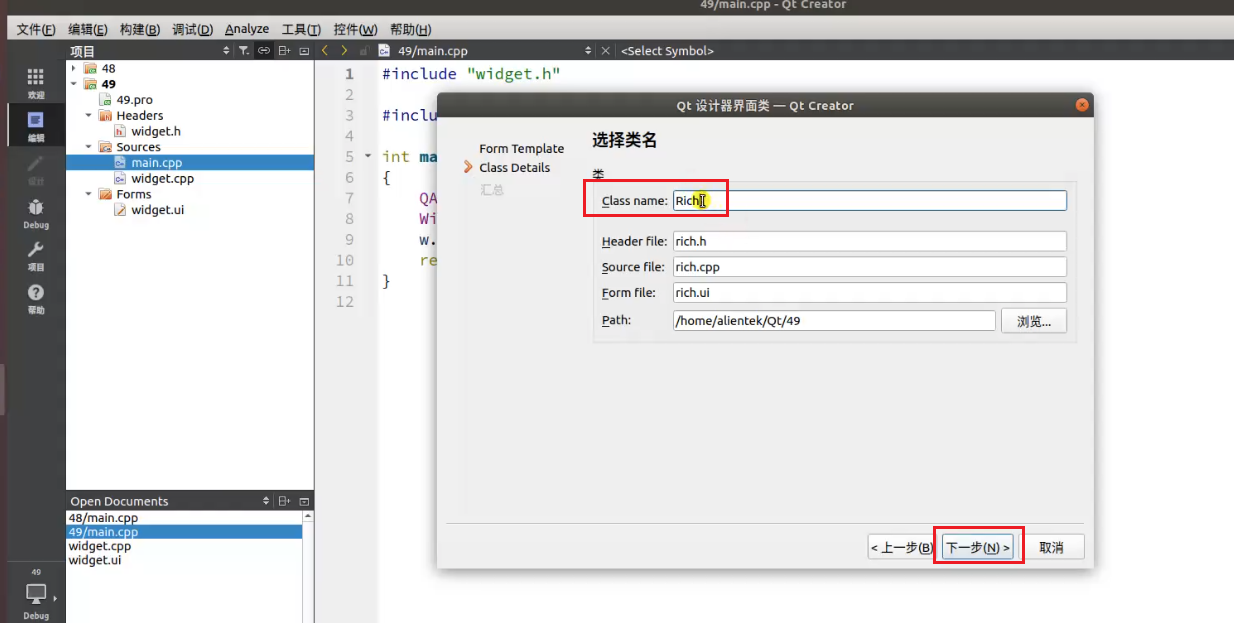 49/main.cpp - Qt Creator
文件(F) 编辑(E) 构建(B) 调试(D) Analyze 工具(T) 控件(W) 帮助(H)
项目
49/main.cpp
<Select Symbol>
欢迎
编辑
设计
Debug
项目
帮助
49
Debug
48
49
49.pro
Headers
widget.h
Sources
main.cpp
widget.cpp
Forms
widget.ui
Open Documents
48/main.cpp
49/main.cpp
widget.cpp
widget.ui
1 #include "widget.h"
2
3 #inclu
4
5 int ma
6 {
7 QA
8 Wi
9 w.
10 re
11 }
12
Qt 设计器界面类 — Qt Creator
Form Template
Class Details
汇总
选择类名
类
Class name: Rich
Header file: rich.h
Source file: rich.cpp
Form file: rich.ui
Path: /home/alientek/Qt/49 浏览...
< 上一步(B) 下一步(N) > 取消